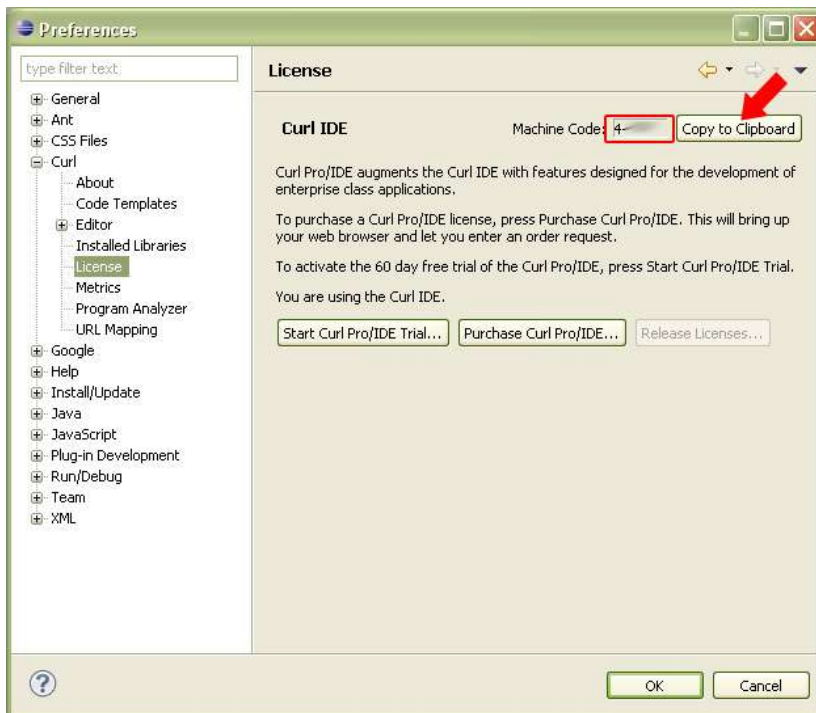 Preferences
type filter text
General
Ant
CSS Files
Curl
About
Code Templates
Editor
Installed Libraries
License
Metrics
Program Analyzer
URL Mapping
Google
Help
Install/Update
Java
JavaScript
Plug-in Development
Run/Debug
Team
XML
License
Curl IDE
Machine Code: 4-
Copy to Clipboard
Curl Pro/IDE augments the Curl IDE with features designed for the development of
enterprise class applications.
To purchase a Curl Pro/IDE license, press Purchase Curl Pro/IDE. This will bring up
your web browser and let you enter an order request.
To activate the 60 day free trial of the Curl Pro/IDE, press Start Curl Pro/IDE Trial.
You are using the Curl IDE.
Start Curl Pro/IDE Trial...
Purchase Curl Pro/IDE...
Release Licenses...
OK
Cancel